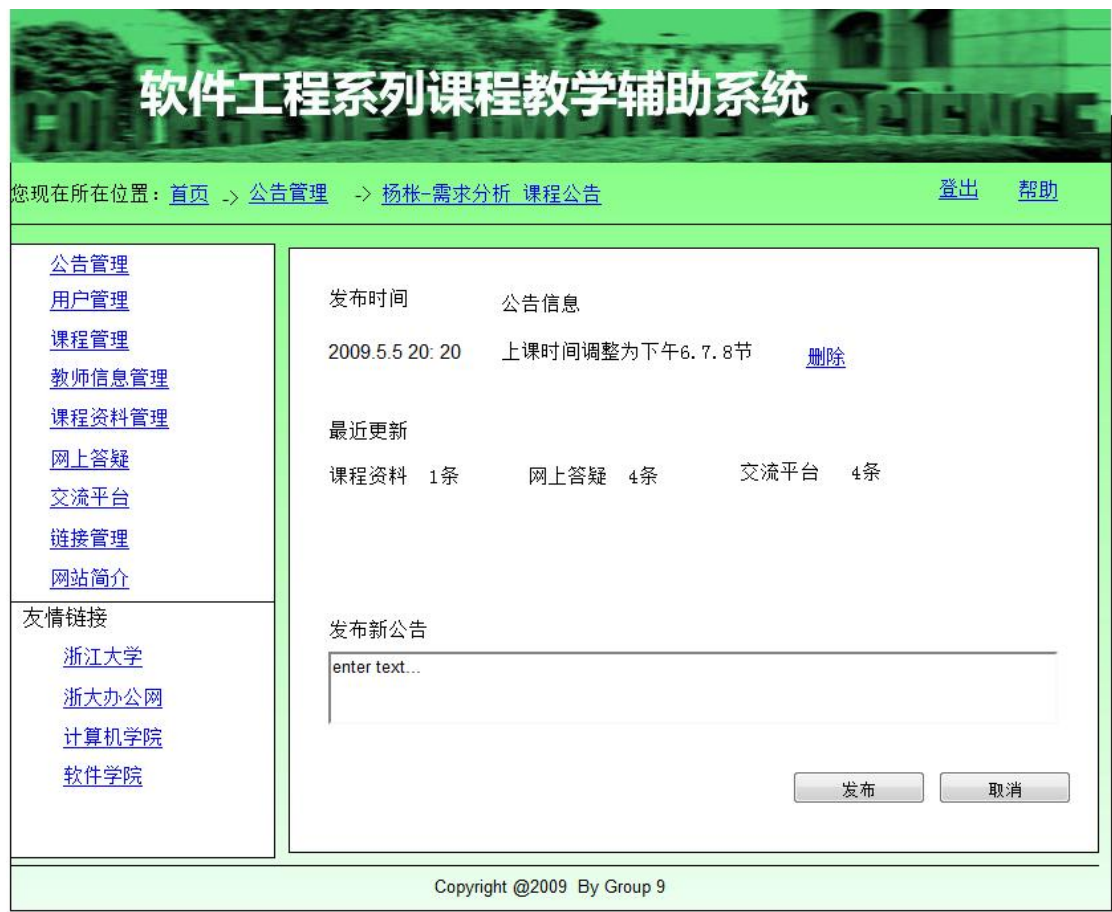 软件工程系列课程教学辅助系统
COLLEGE OF COMPUTER SCIENCE
您现在所在位置：首页 -> 公告管理 -> 杨枨-需求分析 课程公告 登出 帮助
公告管理
用户管理
课程管理
教师信息管理
课程资料管理
网上答疑
交流平台
链接管理
网站简介
友情链接
浙江大学
浙大办公网
计算机学院
软件学院
发布时间 公告信息
2009.5.5 20: 20 上课时间调整为下午6.7.8节 删除
最近更新
课程资料 1条 网上答疑 4条 交流平台 4条
发布新公告
enter text...
发布 取消
Copyright @2009 By Group 9